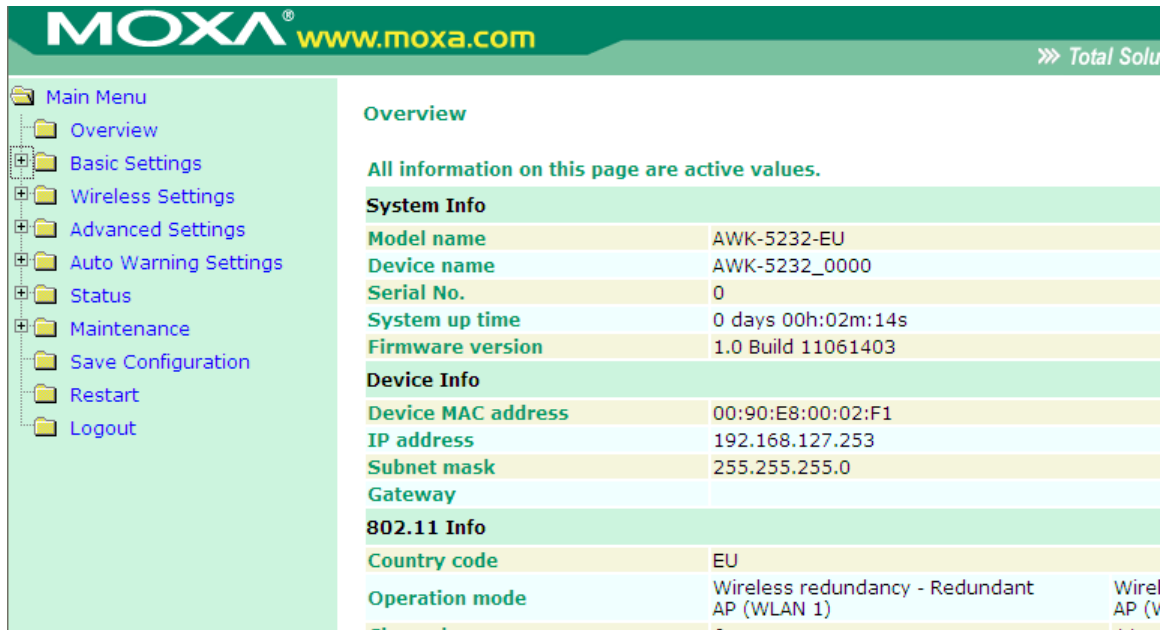 MOXA® www.moxa.com
Total Solu
Main Menu
Overview
Basic Settings
Wireless Settings
Advanced Settings
Auto Warning Settings
Status
Maintenance
Save Configuration
Restart
Logout
Overview
All information on this page are active values.
System Info
Model name AWK-5232-EU
Device name AWK-5232_0000
Serial No. 0
System up time 0 days 00h:02m:14s
Firmware version 1.0 Build 11061403
Device Info
Device MAC address 00:90:E8:00:02:F1
IP address 192.168.127.253
Subnet mask 255.255.255.0
Gateway
802.11 Info
Country code EU
Operation mode Wireless redundancy - Redundant AP (WLAN 1)